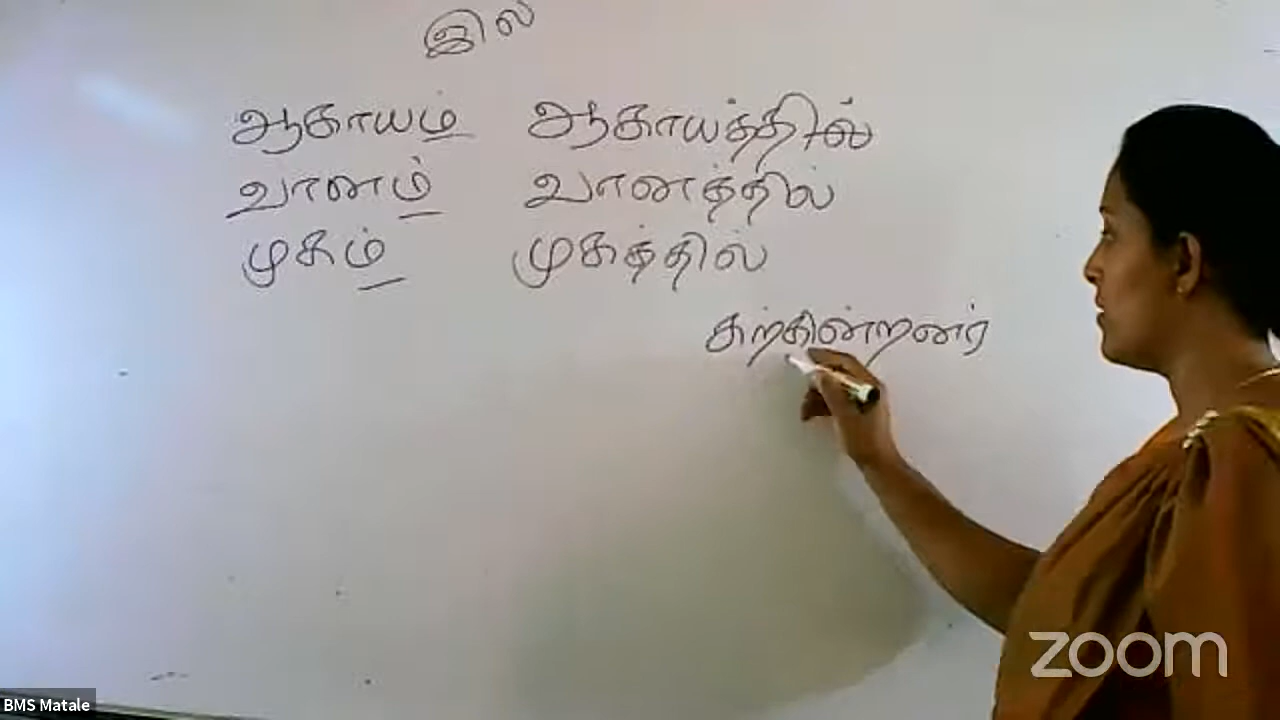 இல்
ஆகாயம் ஆகாயத்தில்
வானம் வானத்தில்
முகம் முகத்தில்
கற்கின்றனர்
zoom
BMS Matale